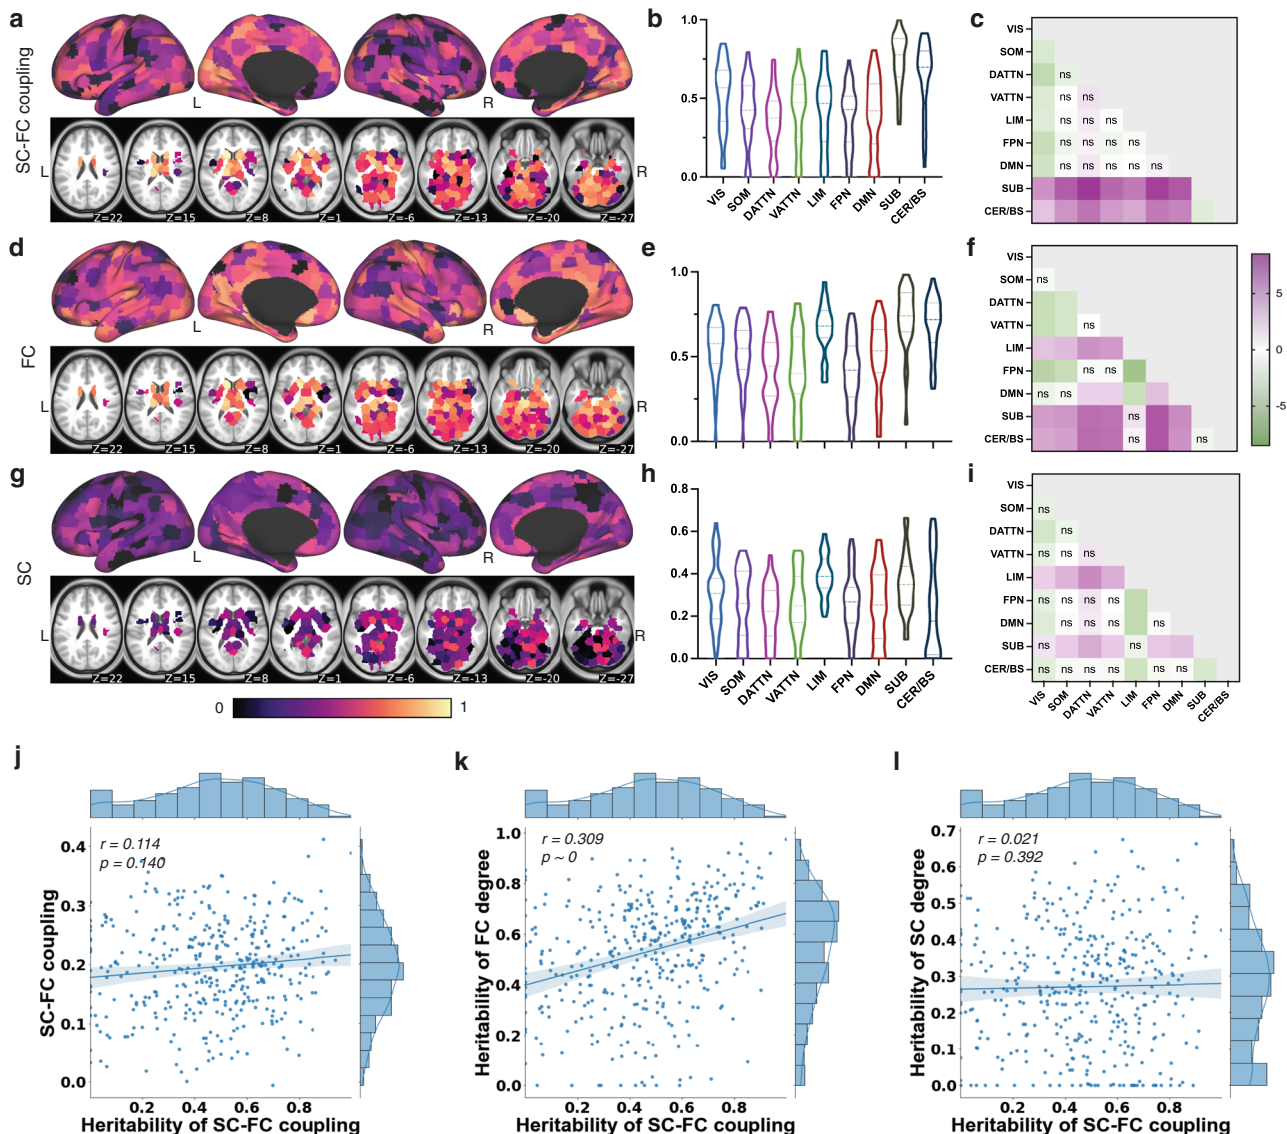 a
SC-FC coupling
L
R
L
R
Z=22
Z=15
Z=8
Z=1
Z=-6
Z=-13
Z=-20
Z=-27
b
1.0
0.5
0.0
VIS
SOM
DATTN
VATTN
LIM
FPN
DMN
SUB
CER/BS
c
VIS
SOM
DATTN ns
VATTN ns ns
LIM ns ns ns
FPN ns ns ns ns
DMN ns ns ns ns ns
SUB
CER/BS
d
FC
L
R
L
R
Z=22
Z=15
Z=8
Z=1
Z=-6
Z=-13
Z=-20
Z=-27
e
1.0
0.5
0.0
f
VIS
SOM ns
DATTN
VATTN ns
LIM
FPN ns ns
DMN ns ns
SUB ns
CER/BS ns ns
5
0
-5
g
SC
L
R
L
R
Z=22
Z=15
Z=8
Z=1
Z=-6
Z=-13
Z=-20
Z=-27
0
1
h
0.8
0.6
0.4
0.2
0.0
VIS
SOM
DATTN
VATTN
LIM
FPN
DMN
SUB
CER/BS
i
VIS
SOM ns
DATTN ns
VATTN ns ns ns
LIM
FPN ns ns ns ns
DMN ns ns ns ns
SUB ns ns
CER/BS ns ns ns ns ns ns
VIS
SOM
DATTN
VATTN
LIM
FPN
DMN
SUB
CER/BS
j
r = 0.114
p = 0.140
SC-FC coupling
0.4
0.3
0.2
0.1
0.0
0.2 0.4 0.6 0.8
Heritability of SC-FC coupling
k
r = 0.309
p ~ 0
Heritability of FC degree
1.0
0.8
0.6
0.4
0.2
0.0
0.2 0.4 0.6 0.8
Heritability of SC-FC coupling
l
r = 0.021
p = 0.392
Heritability of SC degree
0.7
0.6
0.5
0.4
0.3
0.2
0.1
0.0
0.2 0.4 0.6 0.8
Heritability of SC-FC coupling